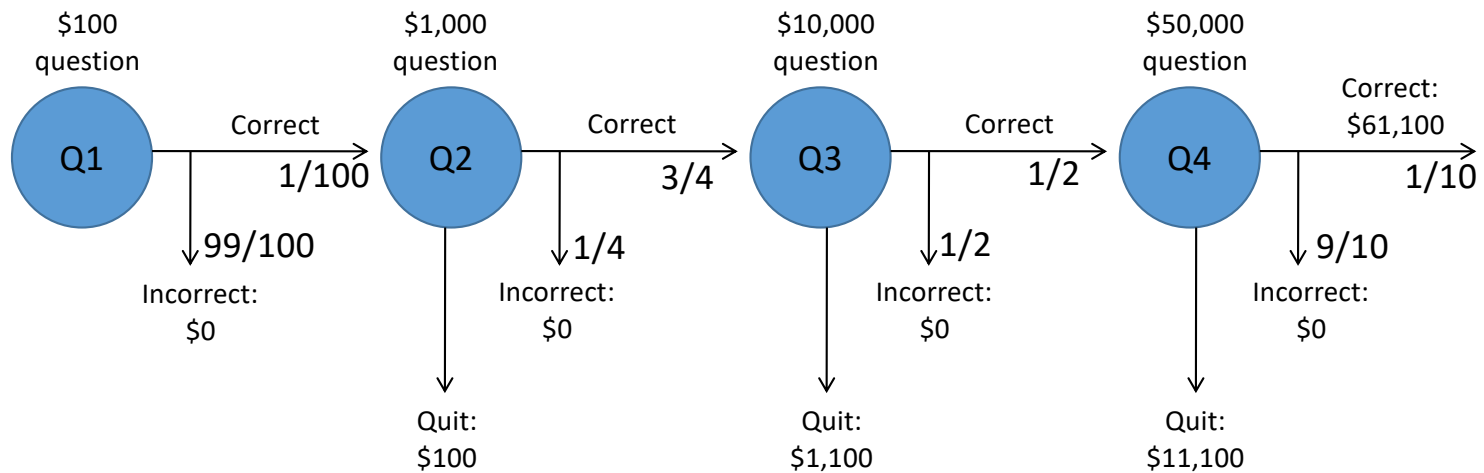 $100
question
$1,000
question
$10,000
question
$50,000
question
Q1
Correct
1/100
99/100
Incorrect:
$0
Q2
Correct
3/4
1/4
Incorrect:
$0
Quit:
$100
Q3
Correct
1/2
1/2
Incorrect:
$0
Quit:
$1,100
Q4
Correct:
$61,100
1/10
9/10
Incorrect:
$0
Quit:
$11,100